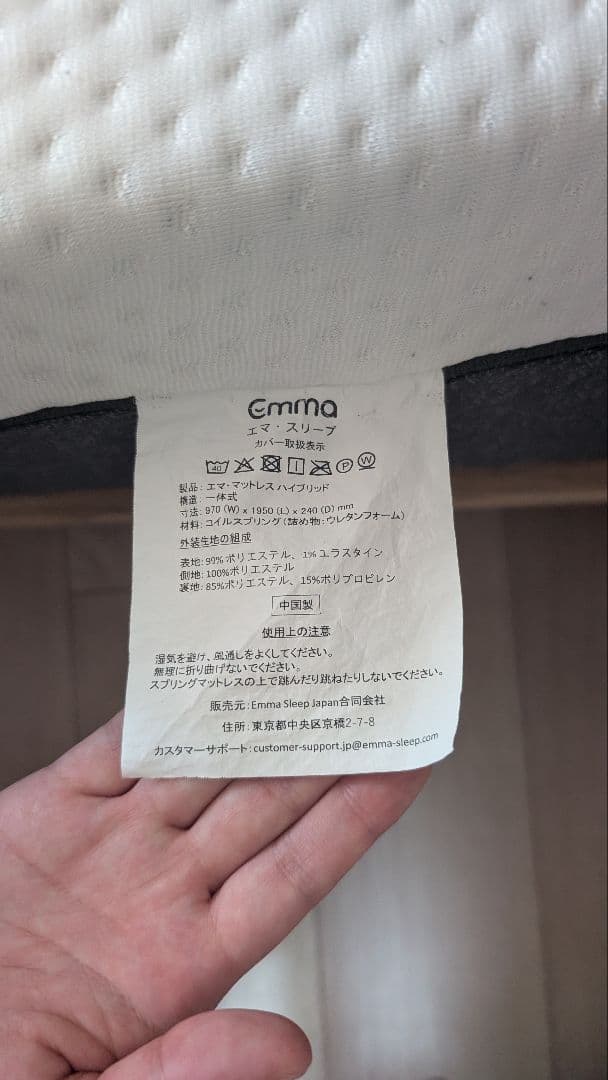 Emma
エマ・スリープ
カバー取扱表示
40 P W
製品: エマ・マットレス ハイブリッド
構造: 一体式
寸法: 970 (W) x 1950 (L) x 240 (D) mm
材料: コイルスプリング (詰め物: ウレタンフォーム)
外装生地の組成
表地: 99% ポリエステル、1% エラスタイン
側地: 100%ポリエステル
裏地: 85%ポリエステル、15%ポリプロピレン
中国製
使用上の注意
湿気を避け、風通しをよくしてください。
無理に折り曲げないでください。
スプリングマットレスの上で跳んだり跳ねたりしないでください。
販売元: Emma Sleep Japan合同会社
住所: 東京都中央区京橋2-7-8
カスタマーサポート: customer-support.jp@emma-sleep.com